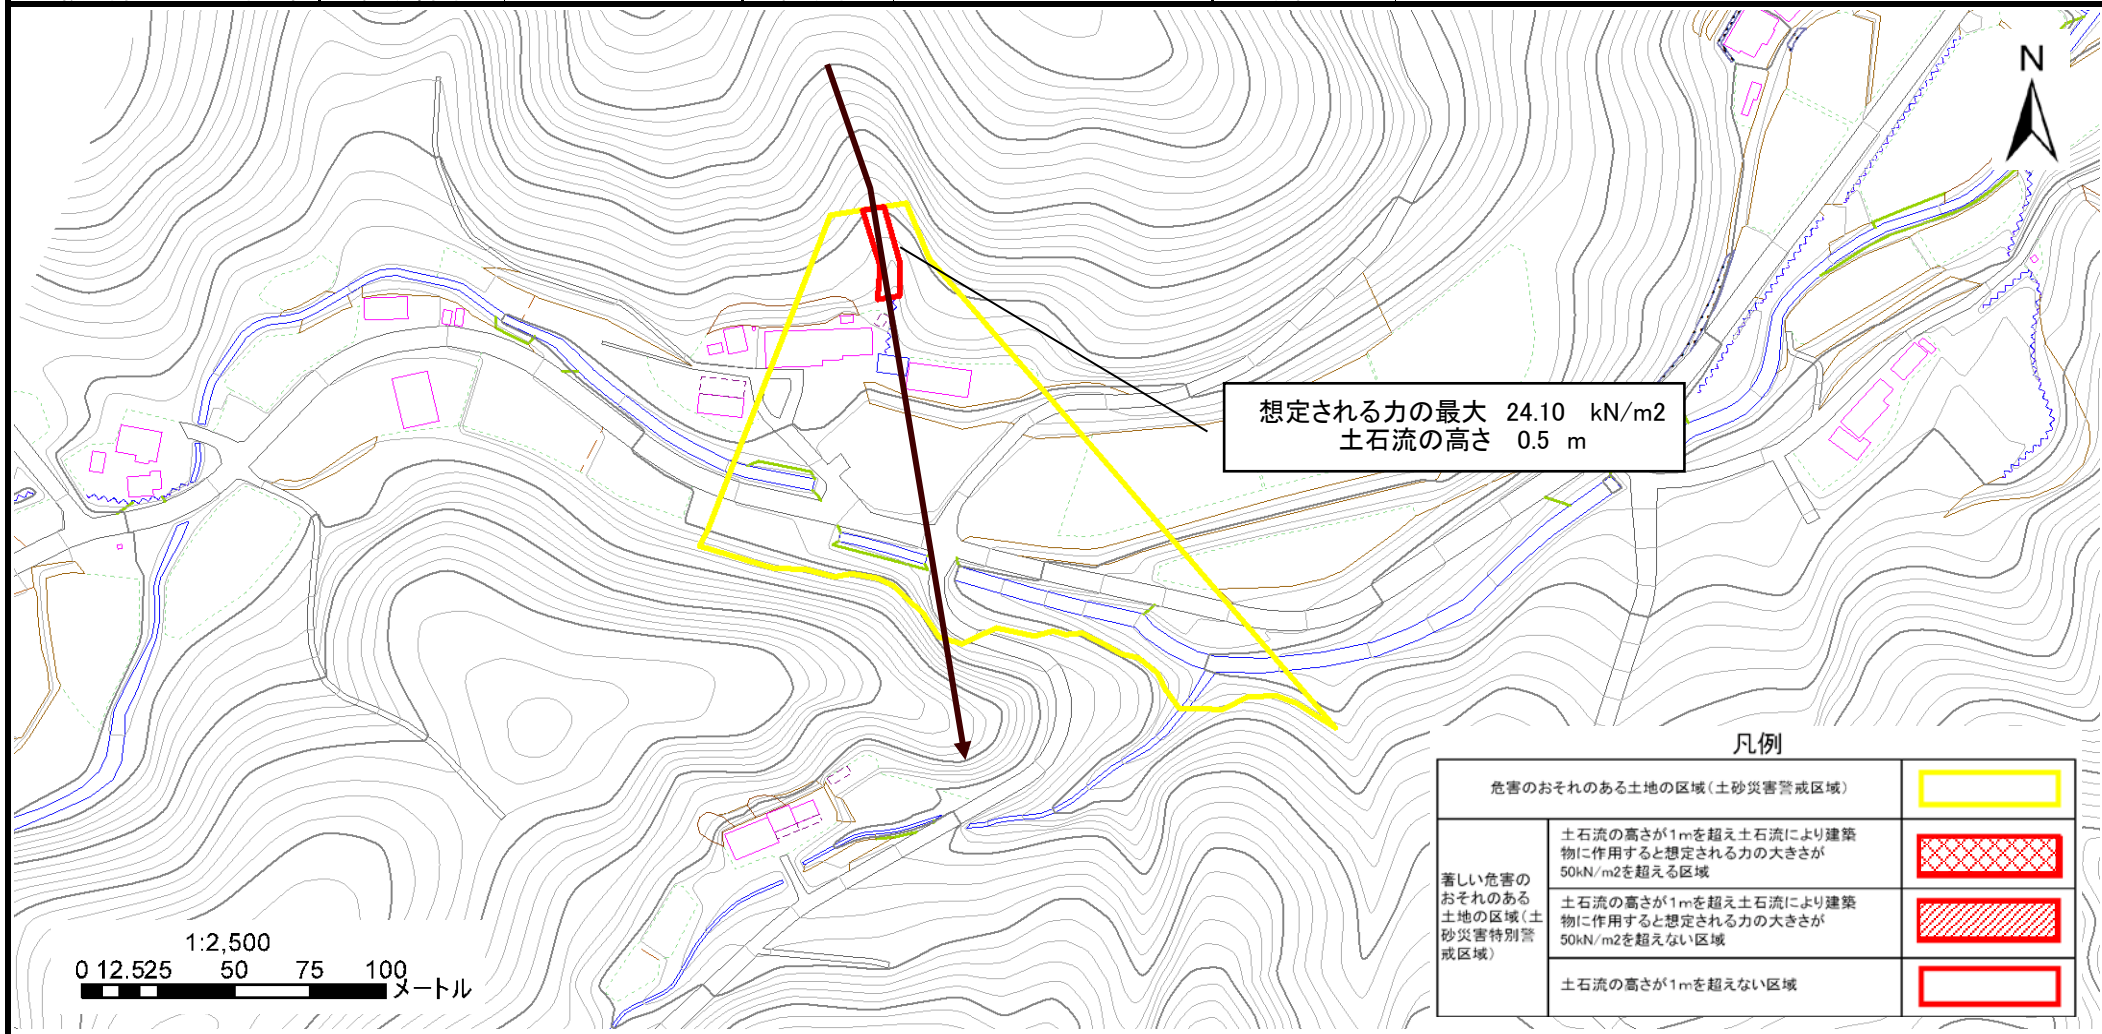 N
想定される力の最大 24.10 kN/m2
土石流の高さ 0.5 m
凡例
危害のおそれのある土地の区域(土砂災害警戒区域)
著しい危害の
おそれのある
土地の区域(土
砂災害特別警
戒区域)
土石流の高さが1mを超え土石流により建築
物に作用すると想定される力の大きさが
50kN/m2を超える区域
土石流の高さが1mを超え土石流により建築
物に作用すると想定される力の大きさが
50kN/m2を超えない区域
土石流の高さが1mを超えない区域
1:2,500
0 12.525 50 75 100
メートル